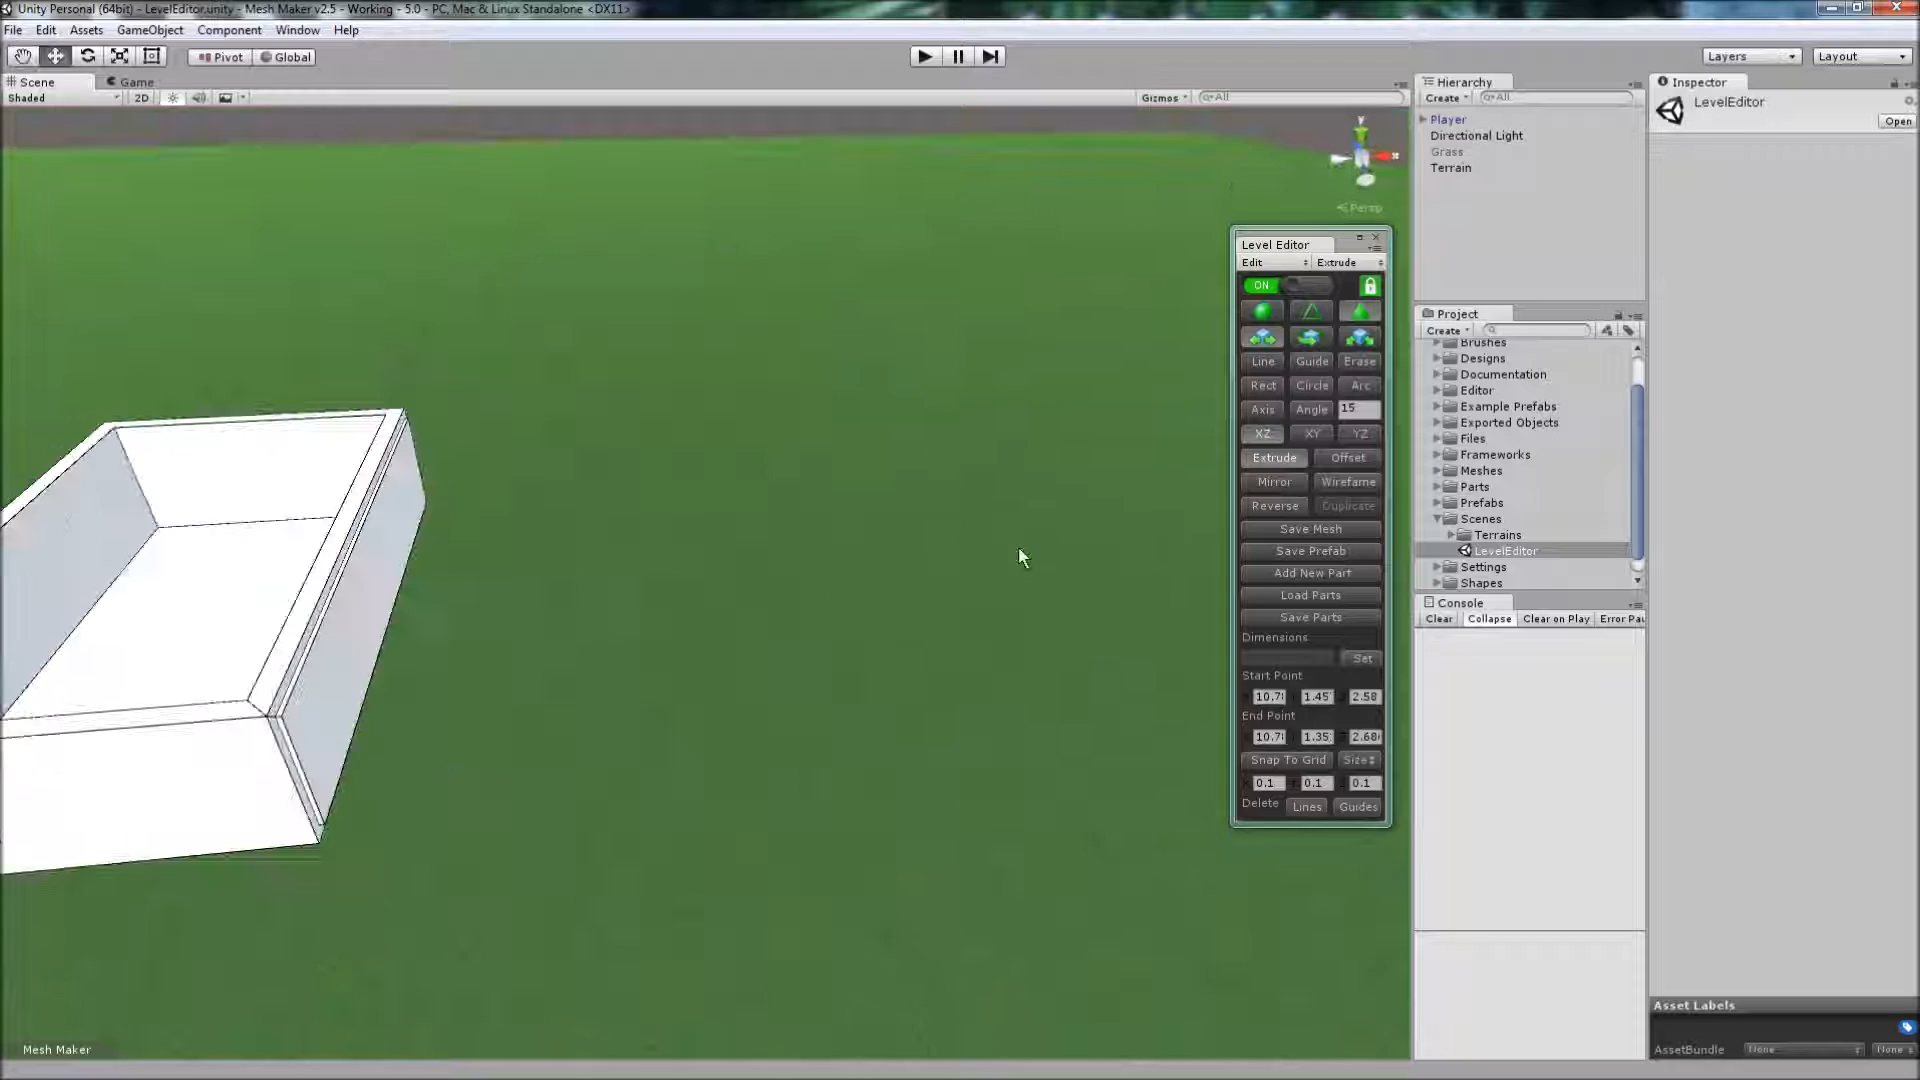 Unity Personal (64bit) - LevelEditor.unity - Mesh Maker v2.5 - Working - 5.0 - PC, Mac & Linux Standalone <DX11>
File Edit Assets GameObject Component Window Help
Pivot Global Layers Layout
Scene Game
Shaded 2D Gizmos All
Persp
Mesh Maker
Level Editor
Edit Extrude
ON
Line Guide Erase
Rect Circle Arc
Axis Angle 15
XZ XY YZ
Extrude Offset
Mirror Wirefame
Reverse Duplicate
Save Mesh
Save Prefab
Add New Part
Load Parts
Save Parts
Dimensions
Set
Start Point
10.7 1.45 2.58
End Point
10.7 1.35 2.68
Snap To Grid Size
0.1 0.1 0.1
Delete Lines Guides
Hierarchy
Create All
Player
Directional Light
Grass
Terrain
Project
Create
Brushes
Designs
Documentation
Editor
Example Prefabs
Exported Objects
Files
Frameworks
Meshes
Parts
Prefabs
Scenes
Terrains
LevelEditor
Settings
Shapes
Console
Clear Collapse Clear on Play Error Pau
Inspector
LevelEditor
Open
Asset Labels
AssetBundle None None